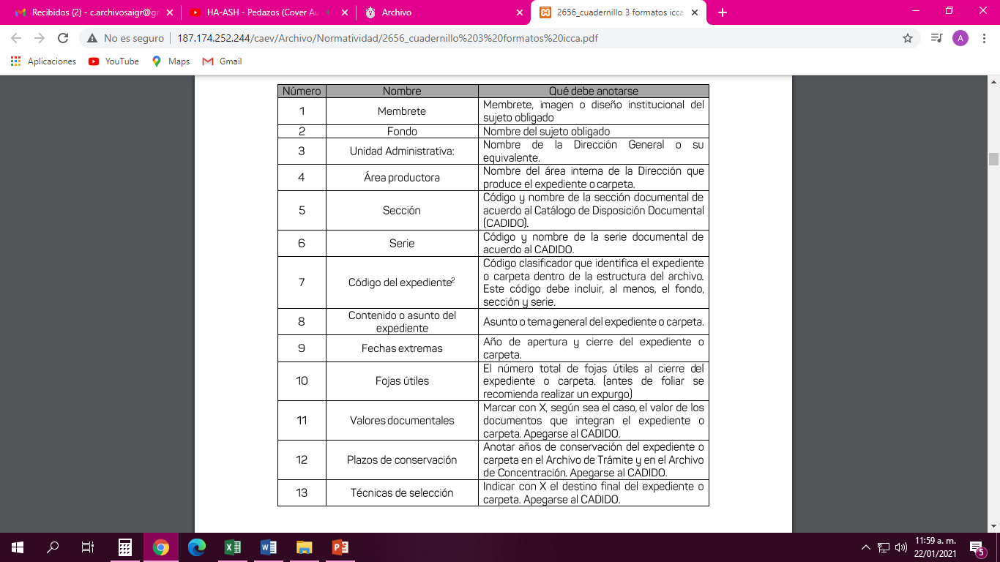 Recibidos (2) - c.archivosaigr@gm
HA-ASH - Pedazos (Cover Au
Archivo
2656_cuadernillo 3 formatos icca
No es seguro
187.174.252.244/caev/Archivo/Normatividad/2656_cuadernillo%203%20formatos%20icca.pdf
A
Aplicaciones
YouTube
Maps
Gmail
Número Nombre Qué debe anotarse
1 Membrete Membrete, imagen o diseño institucional del
sujeto obligado
2 Fondo Nombre del sujeto obligado
3 Unidad Administrativa: Nombre de la Dirección General o su
equivalente.
4 Área productora Nombre del área interna de la Dirección que
produce el expediente o carpeta.
5 Sección Código y nombre de la sección documental de
acuerdo al Catálogo de Disposición Documental
(CADIDO).
6 Serie Código y nombre de la serie documental de
acuerdo al CADIDO.
7 Código del expediente2 Código clasificador que identifica el expediente
o carpeta dentro de la estructura del archivo.
Este código debe incluir, al menos, el fondo,
sección y serie.
8 Contenido o asunto del
expediente Asunto o tema general del expediente o carpeta.
9 Fechas extremas Año de apertura y cierre del expediente o
carpeta.
10 Fojas útiles El número total de fojas útiles al cierre del
expediente o carpeta. (antes de foliar se
recomienda realizar un expurgo)
11 Valores documentales Marcar con X, según sea el caso, el valor de los
documentos que integran el expediente o
carpeta. Apegarse al CADIDO.
12 Plazos de conservación Anotar años de conservación del expediente o
carpeta en el Archivo de Trámite y en el Archivo
de Concentración. Apegarse al CADIDO.
13 Técnicas de selección Indicar con X el destino final del expediente o
carpeta. Apegarse al CADIDO.
11:59 a. m.
22/01/2021
5